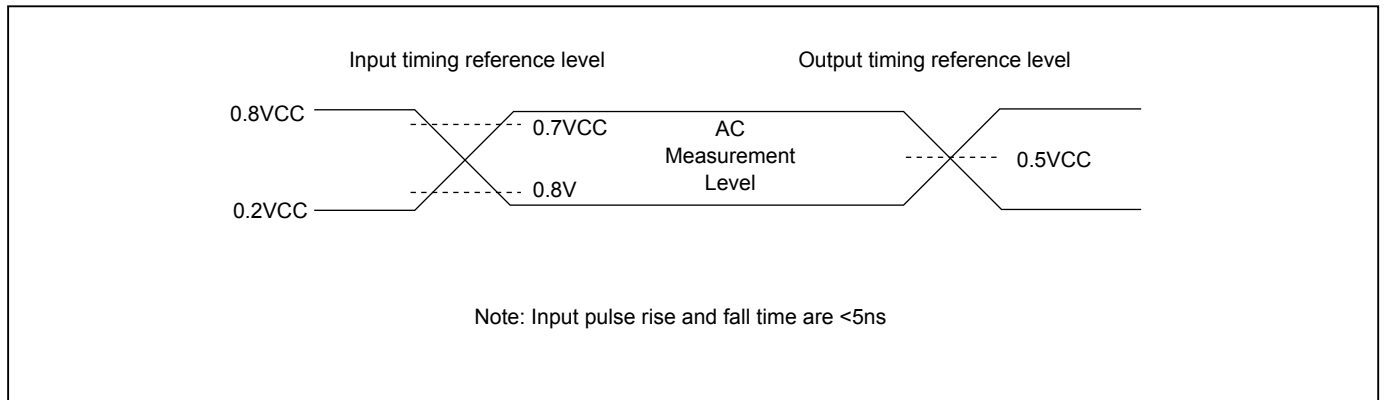 Input timing reference level
Output timing reference level
0.8VCC
0.7VCC
AC
Measurement
Level
0.5VCC
0.8V
0.2VCC
Note: Input pulse rise and fall time are <5ns